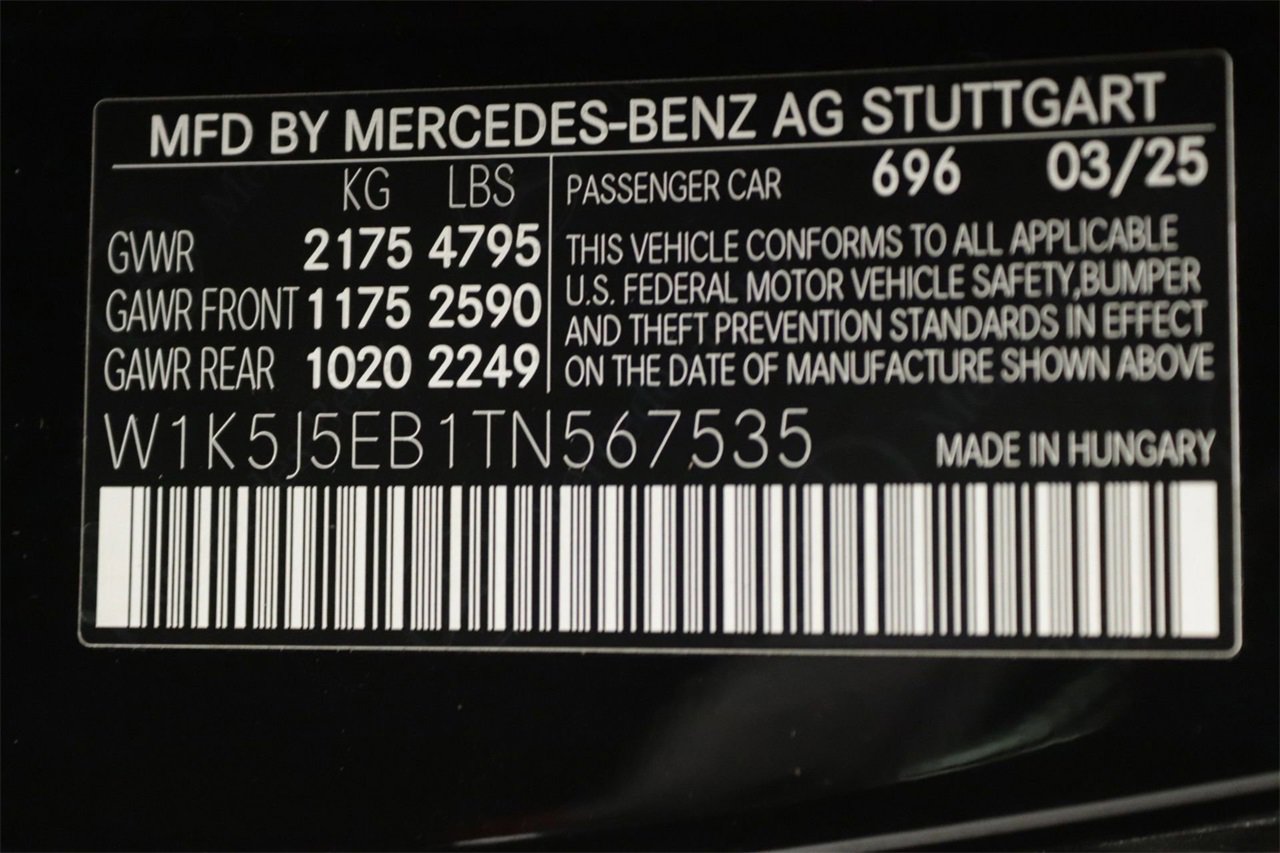 MFD BY MERCEDES-BENZ AG STUTTGART
KG LBS
GVWR 2175 4795
GAWR FRONT 1175 2590
GAWR REAR 1020 2249
PASSENGER CAR 696 03/25
THIS VEHICLE CONFORMS TO ALL APPLICABLE
U.S. FEDERAL MOTOR VEHICLE SAFETY,BUMPER
AND THEFT PREVENTION STANDARDS IN EFFECT
ON THE DATE OF MANUFACTURE SHOWN ABOVE
W1K5J5EB1TN567535
MADE IN HUNGARY